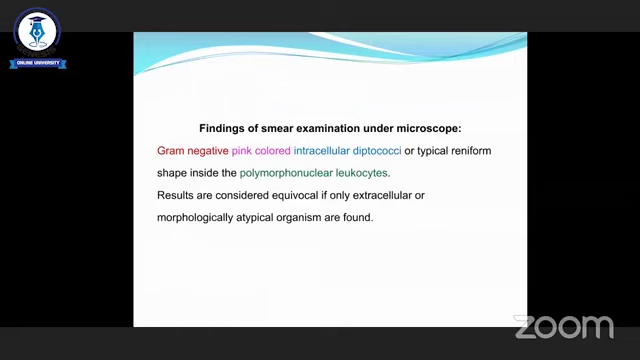 ONLINE UNIVERSITY
Findings of smear examination under microscope:
Gram negative pink colored intracellular diptococci or typical reniform
shape inside the polymorphonuclear leukocytes.
Results are considered equivocal if only extracellular or
morphologically atypical organism are found.
zoom